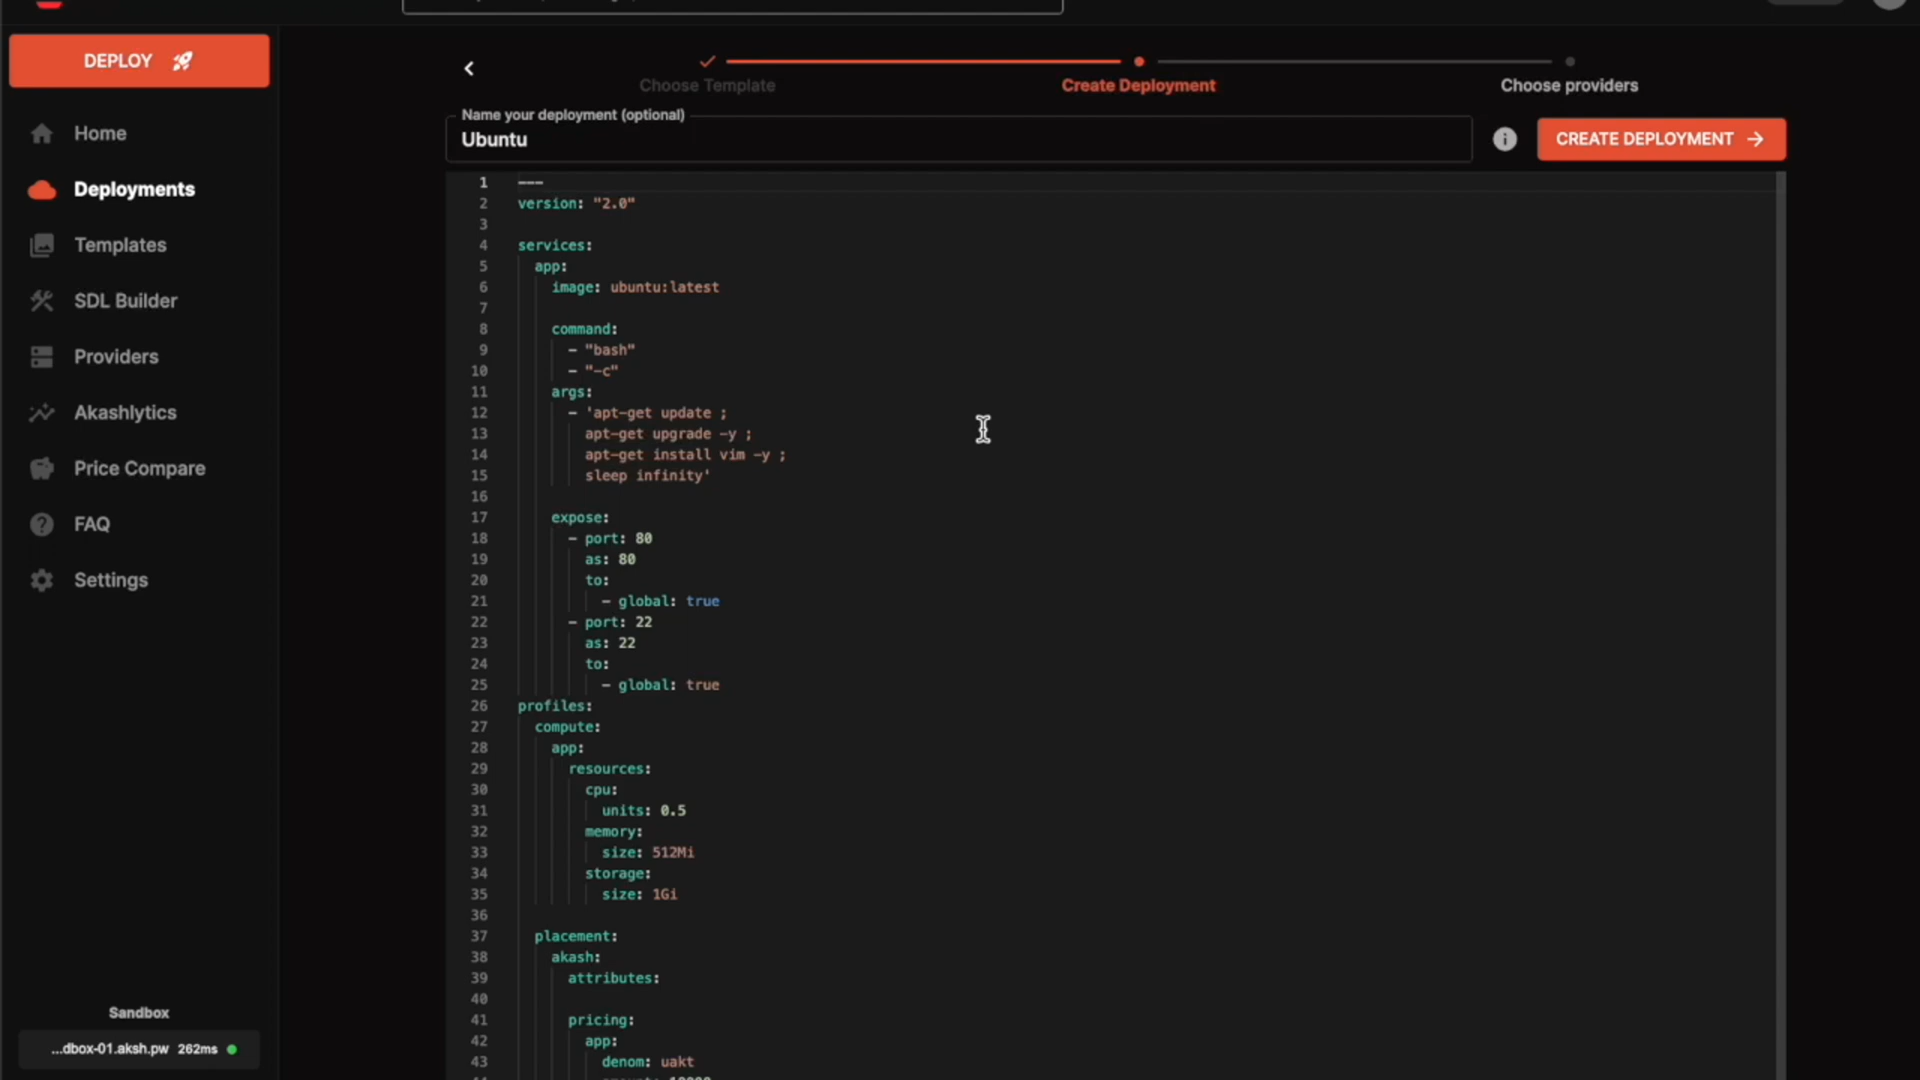 DEPLOY
Home
Deployments
Templates
SDL Builder
Providers
Akashlytics
Price Compare
FAQ
Settings
Sandbox
...dbox-01.aksh.pw 262ms
Choose Template
Create Deployment
Choose providers
Name your deployment (optional)
Ubuntu
CREATE DEPLOYMENT
1 ---
2 version: "2.0"
3
4 services:
5 app:
6 image: ubuntu:latest
7
8 command:
9 - "bash"
10 - "-c"
11 args:
12 - 'apt-get update ;
13 apt-get upgrade -y ;
14 apt-get install vim -y ;
15 sleep infinity'
16
17 expose:
18 - port: 80
19 as: 80
20 to:
21 - global: true
22 - port: 22
23 as: 22
24 to:
25 - global: true
26 profiles:
27 compute:
28 app:
29 resources:
30 cpu:
31 units: 0.5
32 memory:
33 size: 512Mi
34 storage:
35 size: 1Gi
36
37 placement:
38 akash:
39 attributes:
40
41 pricing:
42 app:
43 denom: uakt